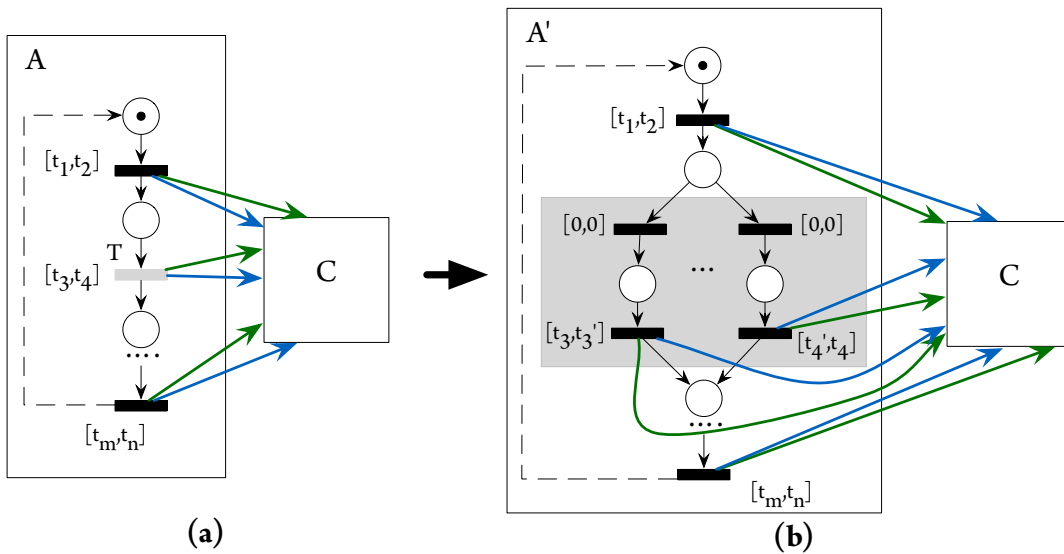 A
[t1,t2]
T
[t3,t4]
....
[tm,tn]
C
(a)
A'
[t1,t2]
[0,0]
[0,0]
...
[t3,t3']
[t4',t4]
....
[tm,tn]
C
(b)